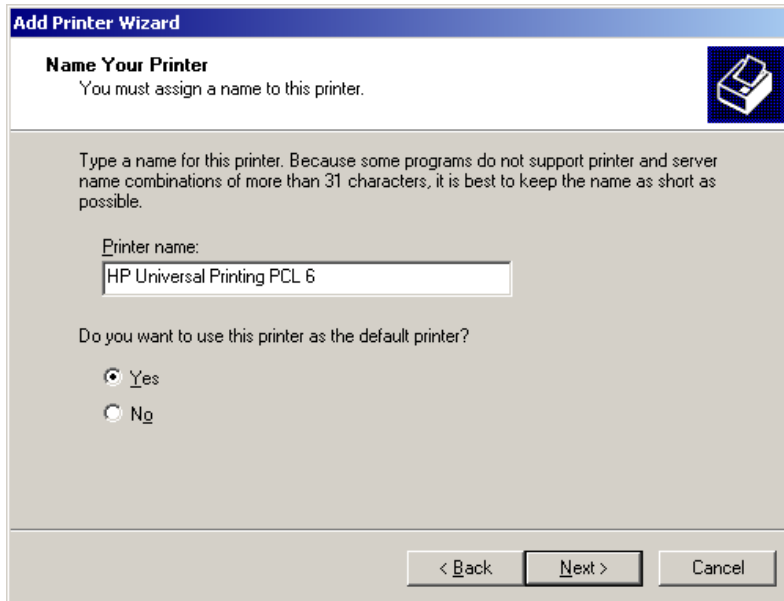 Add Printer Wizard
Name Your Printer
You must assign a name to this printer.
Type a name for this printer. Because some programs do not support printer and server
name combinations of more than 31 characters, it is best to keep the name as short as
possible.
Printer name:
HP Universal Printing PCL 6
Do you want to use this printer as the default printer?
Yes
No
< Back Next > Cancel